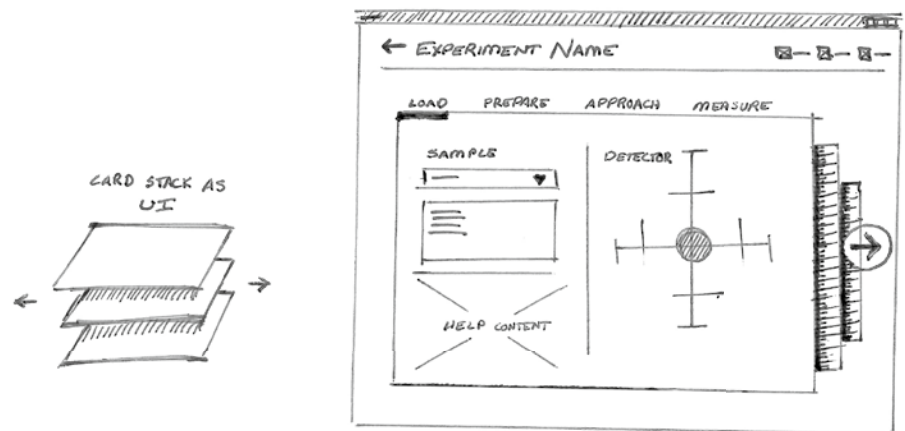 CARD STACK AS
UI
EXPERIMENT NAME
LOAD PREPARE APPROACH MEASURE
SAMPLE
DETECTOR
HELP CONTENT